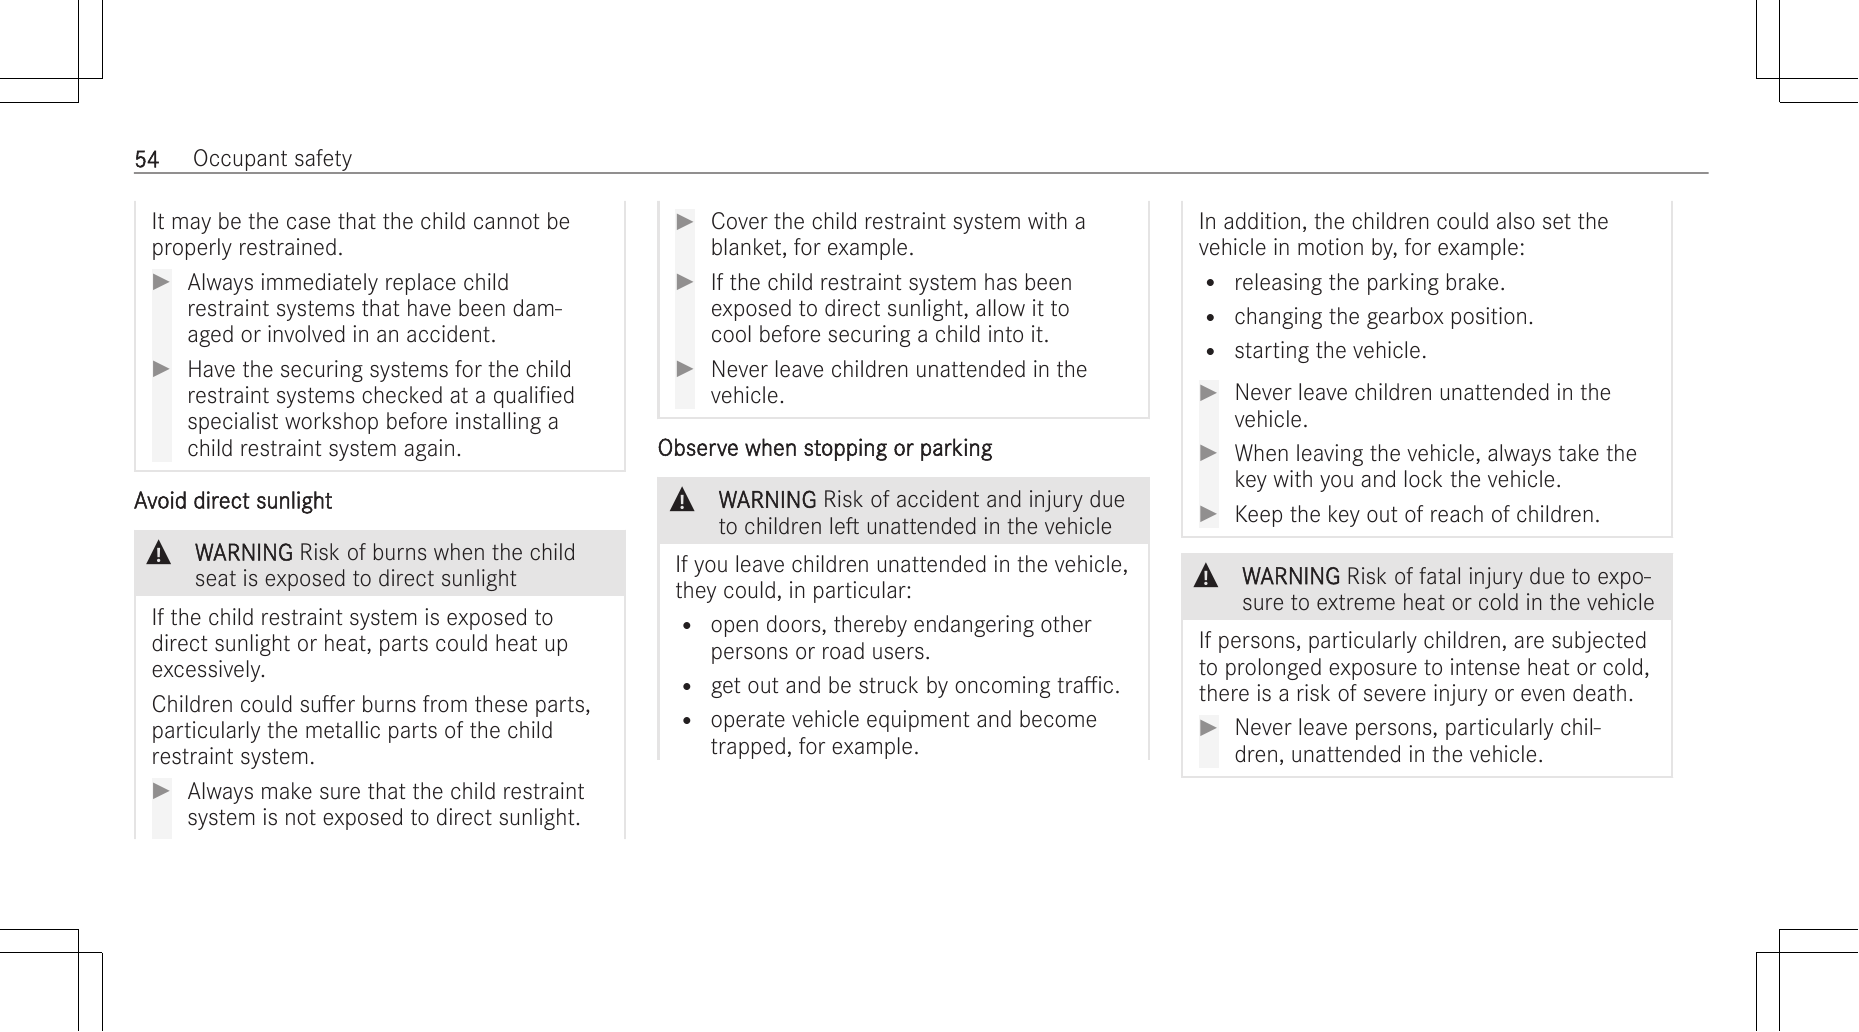 54 Occupant safety
It may be the case that the child cannot be
properly restrained.
▶ Always immediately replace child
restraint systems that have been dam-
aged or involved in an accident.
▶ Have the securing systems for the child
restraint systems checked at a qualified
specialist workshop before installing a
child restraint system again.
Avoid direct sunlight
WARNING Risk of burns when the child
seat is exposed to direct sunlight
If the child restraint system is exposed to
direct sunlight or heat, parts could heat up
excessively.
Children could suffer burns from these parts,
particularly the metallic parts of the child
restraint system.
▶ Always make sure that the child restraint
system is not exposed to direct sunlight.
▶ Cover the child restraint system with a
blanket, for example.
▶ If the child restraint system has been
exposed to direct sunlight, allow it to
cool before securing a child into it.
▶ Never leave children unattended in the
vehicle.
Observe when stopping or parking
WARNING Risk of accident and injury due
to children left unattended in the vehicle
If you leave children unattended in the vehicle,
they could, in particular:
• open doors, thereby endangering other
persons or road users.
• get out and be struck by oncoming traffic.
• operate vehicle equipment and become
trapped, for example.
In addition, the children could also set the
vehicle in motion by, for example:
• releasing the parking brake.
• changing the gearbox position.
• starting the vehicle.
▶ Never leave children unattended in the
vehicle.
▶ When leaving the vehicle, always take the
key with you and lock the vehicle.
▶ Keep the key out of reach of children.
WARNING Risk of fatal injury due to expo-
sure to extreme heat or cold in the vehicle
If persons, particularly children, are subjected
to prolonged exposure to intense heat or cold,
there is a risk of severe injury or even death.
▶ Never leave persons, particularly chil-
dren, unattended in the vehicle.